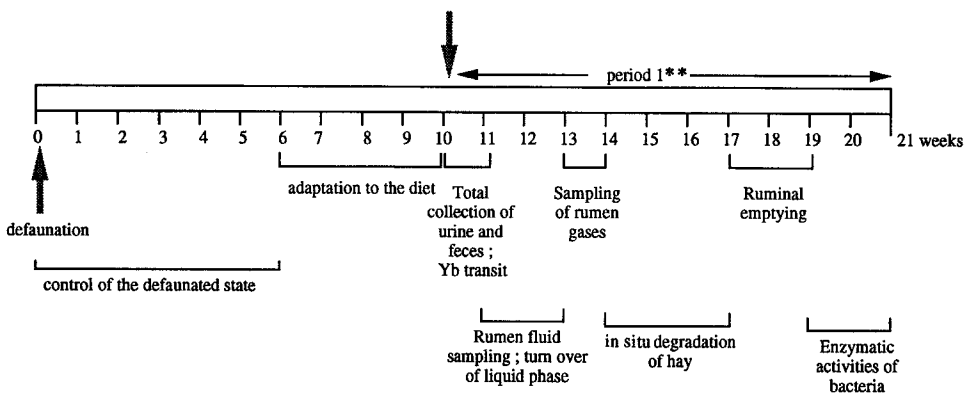 period 1**
0 1 2 3 4 5 6 7 8 9 10 11 12 13 14 15 16 17 18 19 20 21 weeks
defaunation
control of the defaunated state
adaptation to the diet
Total
collection of
urine and
feces ;
Yb transit
Rumen fluid
sampling ; turn over
of liquid phase
Sampling
of rumen
gases
in situ degradation
of hay
Ruminal
emptying
Enzymatic
activities of
bacteria